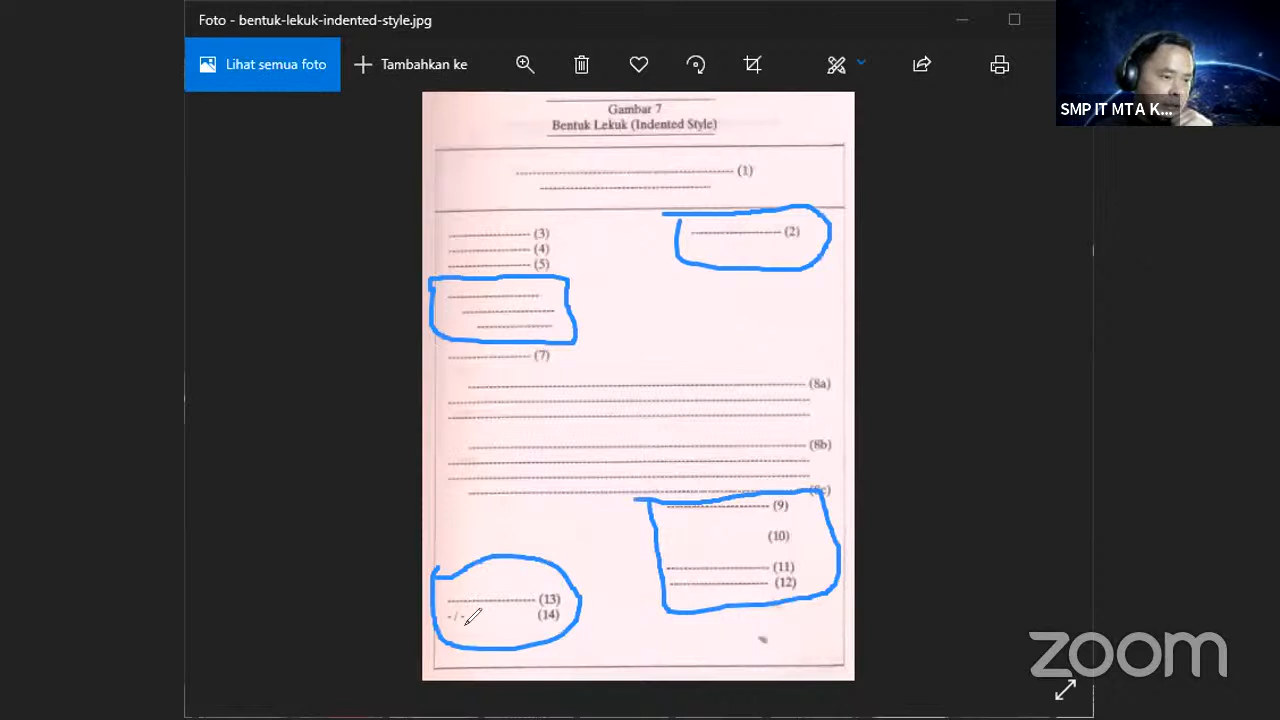 Foto - bentuk-lekuk-indented-style.jpg
Lihat semua foto
Tambahkan ke
SMP IT MTA K...
Gambar 7
Bentuk Lekuk (Indented Style)
(1)
(2)
(3)
(4)
(5)
(7)
(8a)
(8b)
(8c)
(9)
(10)
(11)
(12)
(13)
- / - (14)
zoom